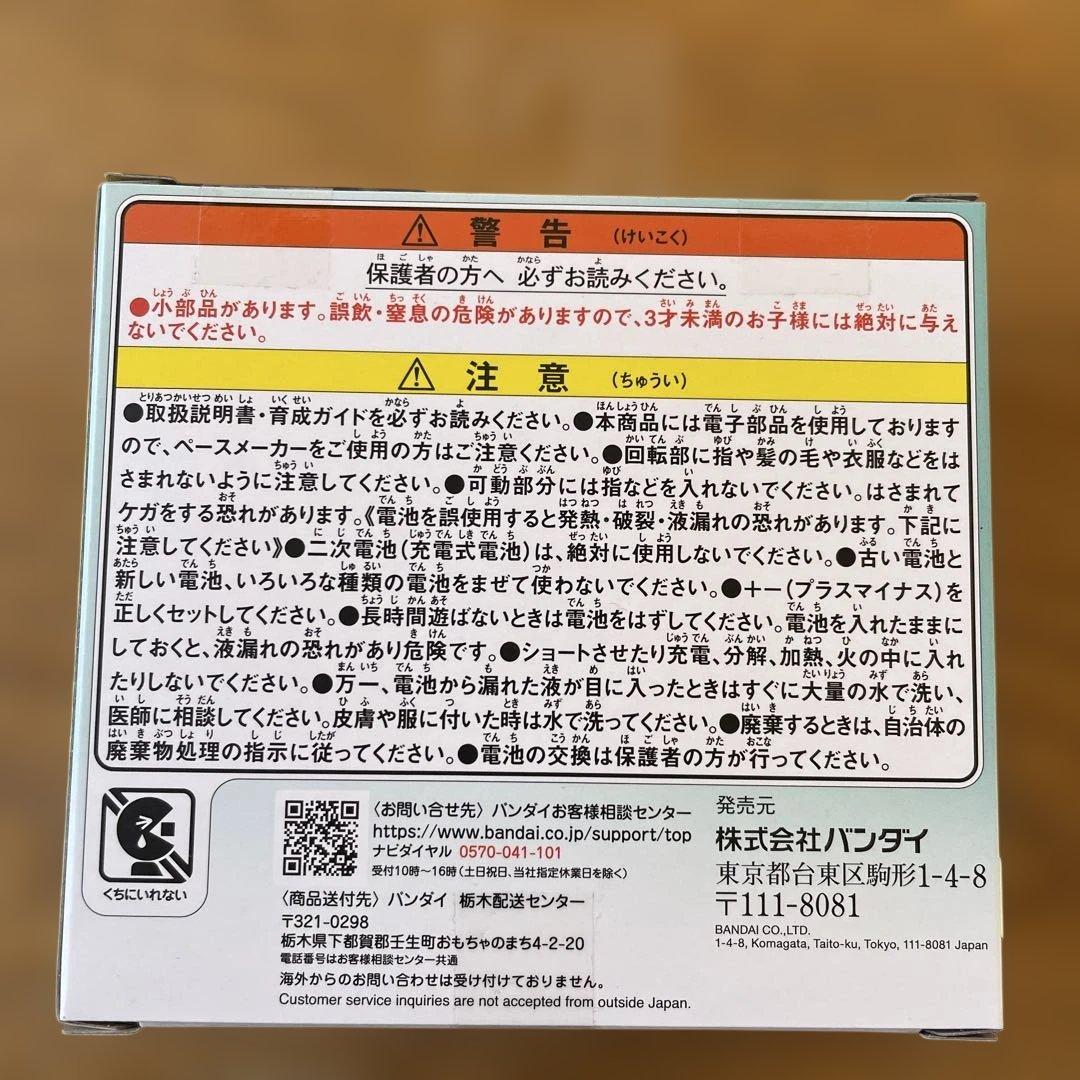 警告 (けいこく)
保護者の方へ 必ずお読みください。
●小部品があります。誤飲・窒息の危険がありますので、3才未満のお子様には絶対に与え
ないでください。
注意 (ちゅうい)
●取扱説明書・育成ガイドを必ずお読みください。●本商品には電子部品を使用しております
ので、ペースメーカーをご使用の方はご注意ください。●回転部に指や髪の毛や衣服などをは
さまれないように注意してください。●可動部分には指などを入れないでください。はさまれて
ケガをする恐れがあります。《電池を誤使用すると発熱・破裂・液漏れの恐れがあります。下記に
注意してください》●二次電池(充電式電池)は、絶対に使用しないでください。●古い電池と
新しい電池、いろいろな種類の電池をまぜて使わないでください。●+−(プラスマイナス)を
正しくセットしてください。●長時間遊ばないときは電池をはずしてください。電池を入れたままに
しておくと、液漏れの恐れがあり危険です。●ショートさせたり充電、分解、加熱、火の中に入れ
たりしないでください。●万一、電池から漏れた液が目に入ったときはすぐに大量の水で洗い、
医師に相談してください。皮膚や服に付いた時は水で洗ってください。●廃棄するときは、自治体の
廃棄物処理の指示に従ってください。●電池の交換は保護者の方が行ってください。
くちにいれない
〈お問い合せ先〉バンダイお客様相談センター
https://www.bandai.co.jp/support/top
ナビダイヤル 0570-041-101
受付10時〜16時(土日祝日、当社指定休業日を除く)
〈商品送付先〉バンダイ 栃木配送センター
〒321-0298
栃木県下都賀郡壬生町おもちゃのまち4-2-20
電話番号はお客様相談センター共通
海外からのお問い合わせは受け付けておりません。
Customer service inquiries are not accepted from outside Japan.
発売元
株式会社バンダイ
東京都台東区駒形1-4-8
〒111-8081
BANDAI CO.,LTD.
1-4-8, Komagata, Taito-ku, Tokyo, 111-8081 Japan